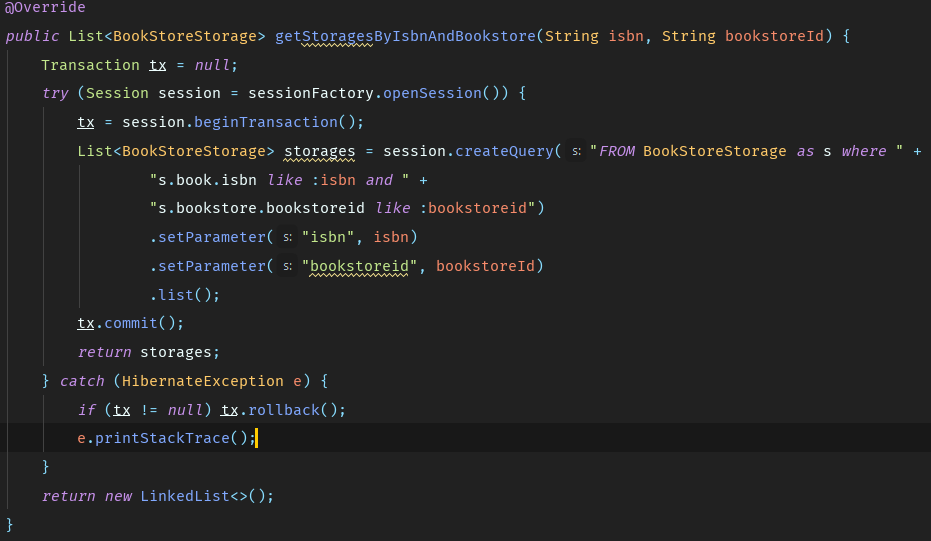 @Override
public List<BookStoreStorage> getStoragesByIsbnAndBookstore(String isbn, String bookstoreId) {
    Transaction tx = null;
    try (Session session = sessionFactory.openSession()) {
        tx = session.beginTransaction();
        List<BookStoreStorage> storages = session.createQuery( s: "FROM BookStoreStorage as s where " +
                "s.book.isbn like :isbn and " +
                "s.bookstore.bookstoreid like :bookstoreid")
                .setParameter( s: "isbn", isbn)
                .setParameter( s: "bookstoreid", bookstoreId)
                .list();
        tx.commit();
        return storages;
    } catch (HibernateException e) {
        if (tx != null) tx.rollback();
        e.printStackTrace();
    }
    return new LinkedList<>();
}